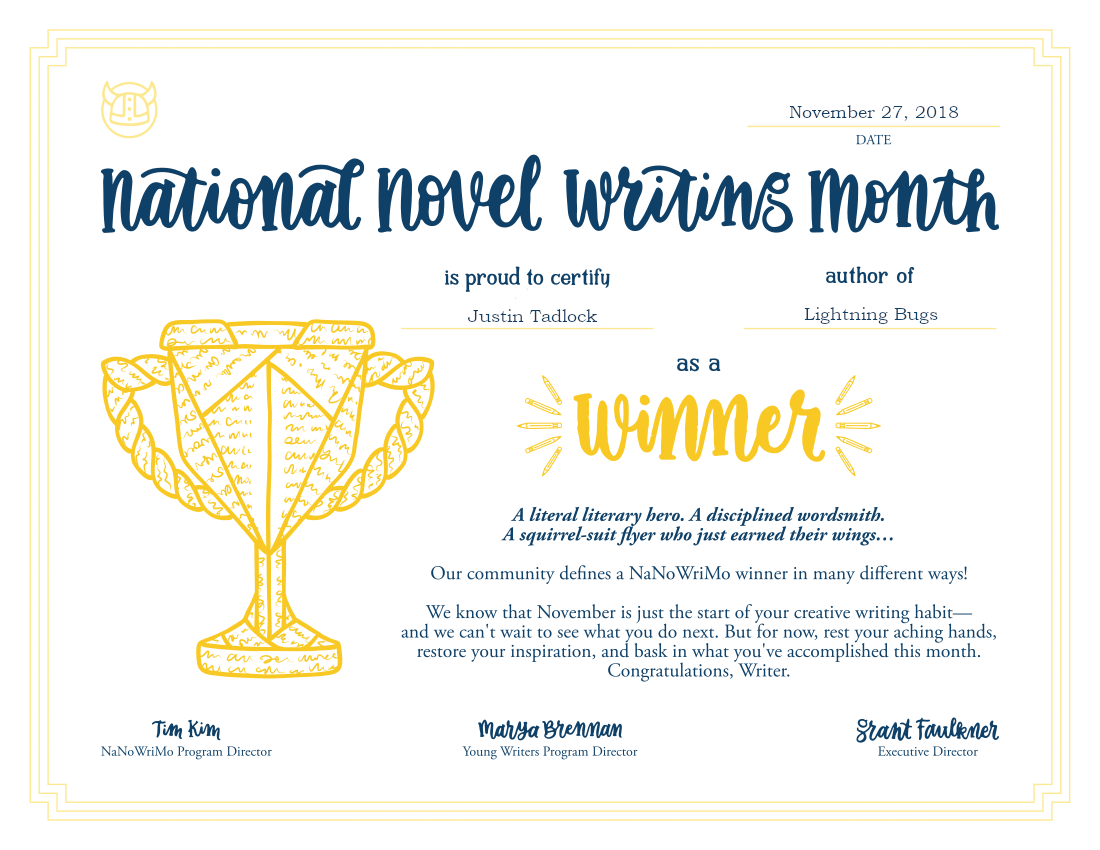 November 27, 2018
DATE
National Novel Writing Month
is proud to certify
author of
Justin Tadlock
Lightning Bugs
as a
winner
A literal literary hero. A disciplined wordsmith.
A squirrel-suit flyer who just earned their wings…
Our community defines a NaNoWriMo winner in many different ways!
We know that November is just the start of your creative writing habit—
and we can't wait to see what you do next. But for now, rest your aching hands,
restore your inspiration, and bask in what you've accomplished this month.
Congratulations, Writer.
Tim Kim
Marya Brennan
Grant Faulkner
NaNoWriMo Program Director
Young Writers Program Director
Executive Director